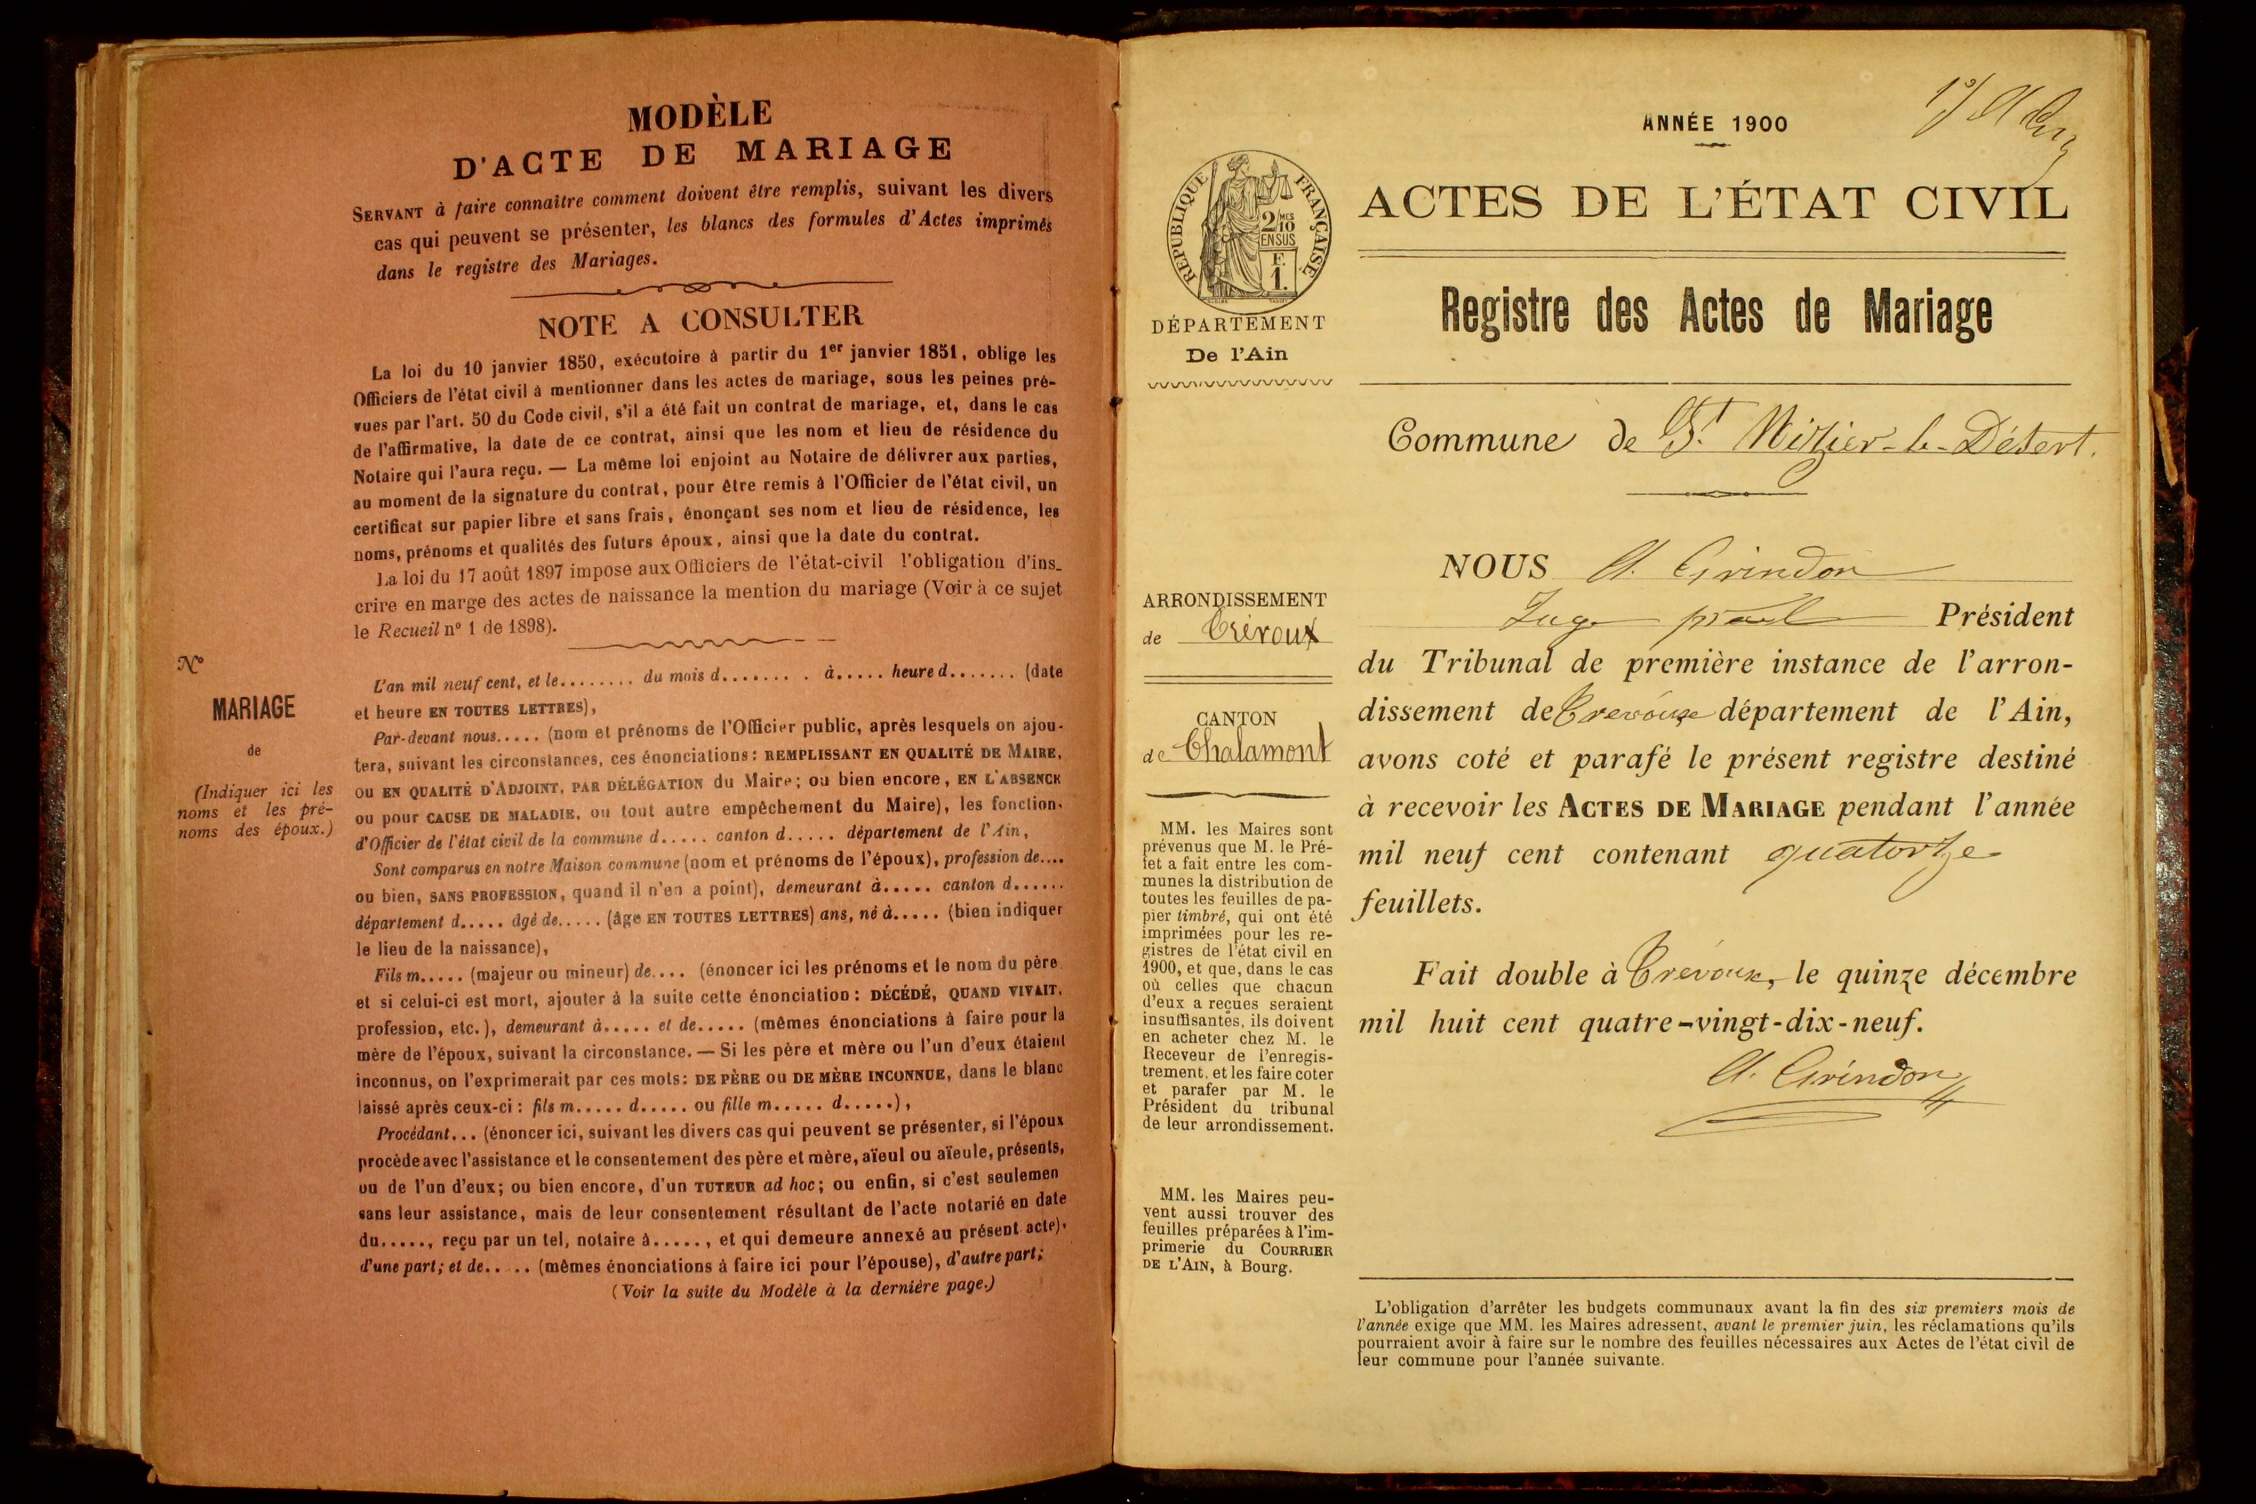 MODÈLE
D'ACTE DE MARIAGE
SERVANT à faire connaître comment doivent être remplis, suivant les divers
cas qui peuvent se présenter, les blancs des formules d'Actes imprimés
dans le registre des Mariages.
NOTE A CONSULTER
La loi du 10 janvier 1850, exécutoire à partir du 1er janvier 1851, oblige les
Officiers de l'état civil à mentionner dans les actes de mariage, sous les peines pré-
vues par l'art. 50 du Code civil, s'il a été fait un contrat de mariage, et, dans le cas
de l'affirmative, la date de ce contrat, ainsi que les nom et lieu de résidence du
Notaire qui l'aura reçu. — La même loi enjoint au Notaire de délivrer aux parties,
au moment de la signature du contrat, pour être remis à l'Officier de l'état civil, un
certificat sur papier libre et sans frais, énonçant ses nom et lieu de résidence, les
noms, prénoms et qualités des futurs époux, ainsi que la date du contrat.
La loi du 17 août 1897 impose aux Officiers de l'état-civil l'obligation d'ins-
crire en marge des actes de naissance la mention du mariage (Voir à ce sujet
le Recueil n° 1 de 1898).
N°
MARIAGE
de
(Indiquer ici les
noms et les pré-
noms des époux.)
L'an mil neuf cent, et le........ du mois d........ à..... heure d....... (date
et heure EN TOUTES LETTRES),
Par-devant nous..... (nom et prénoms de l'Officier public, après lesquels on ajou-
tera, suivant les circonstances, ces énonciations: REMPLISSANT EN QUALITÉ DE MAIRE,
ou EN QUALITÉ D'ADJOINT, PAR DÉLÉGATION du Maire; ou bien encore, EN L'ABSENCE
ou pour CAUSE DE MALADIE, ou tout autre empêchement du Maire), les fonctions
d'Officier de l'état civil de la commune d..... canton d..... département de l'Ain,
Sont comparus en notre Maison commune (nom et prénoms de l'époux), profession de....
ou bien, SANS PROFESSION, quand il n'en a point), demeurant à..... canton d......
département d..... âgé de..... (âge EN TOUTES LETTRES) ans, né à..... (bien indiquer
le lieu de la naissance),
Fils m..... (majeur ou mineur) de.... (énoncer ici les prénoms et le nom du père
et si celui-ci est mort, ajouter à la suite cette énonciation: DÉCÉDÉ, QUAND VIVAIT,
profession, etc.), demeurant à..... et de..... (mêmes énonciations à faire pour la
mère de l'époux, suivant la circonstance. — Si les père et mère ou l'un d'eux étaient
inconnus, on l'exprimerait par ces mots: DE PÈRE OU DE MÈRE INCONNUE, dans le blanc
laissé après ceux-ci: fils m..... d..... ou fille m..... d.....),
Procédant... (énoncer ici, suivant les divers cas qui peuvent se présenter, si l'époux
procède avec l'assistance et le consentement des père et mère, aïeul ou aïeule, présents,
ou de l'un d'eux; ou bien encore, d'un TUTEUR ad hoc; ou enfin, si c'est seulemen
sans leur assistance, mais de leur consentement résultant de l'acte notarié en date
du....., reçu par un tel, notaire à....., et qui demeure annexé au présent acte),
d'une part; et de..... (mêmes énonciations à faire ici pour l'épouse), d'autre part;
(Voir la suite du Modèle à la dernière page.)
ANNÉE 1900
RÉPUBLIQUE FRANÇAISE
2/10 MES
EN SUS
F.
1.
DÉPARTEMENT
De l'Ain
ACTES DE L'ÉTAT CIVIL
Registre des Actes de Mariage
Commune de St Nizier-le-Désert.
ARRONDISSEMENT
de Trévoux
CANTON
de Chalamont
MM. les Maires sont
prévenus que M. le Pré-
fet a fait entre les com-
munes la distribution de
toutes les feuilles de pa-
pier timbré, qui ont été
imprimées pour les re-
gistres de l'état civil en
1900, et que, dans le cas
où celles que chacun
d'eux a reçues seraient
insuffisantes, ils doivent
en acheter chez M. le
Receveur de l'enregis-
trement, et les faire coter
et parafer par M. le
Président du tribunal
de leur arrondissement.
MM. les Maires peu-
vent aussi trouver des
feuilles préparées à l'im-
primerie du COURRIER
DE L'AIN, à Bourg.
NOUS A. Grindon
Juge Président
du Tribunal de première instance de l'arron-
dissement de Trévoux département de l'Ain,
avons coté et parafé le présent registre destiné
à recevoir les ACTES DE MARIAGE pendant l'année
mil neuf cent contenant quatorze
feuillets.
Fait double à Trévoux, le quinze décembre
mil huit cent quatre-vingt-dix-neuf.
A. Grindon
L'obligation d'arrêter les budgets communaux avant la fin des six premiers mois de
l'année exige que MM. les Maires adressent, avant le premier juin, les réclamations qu'ils
pourraient avoir à faire sur le nombre des feuilles nécessaires aux Actes de l'état civil de
leur commune pour l'année suivante.